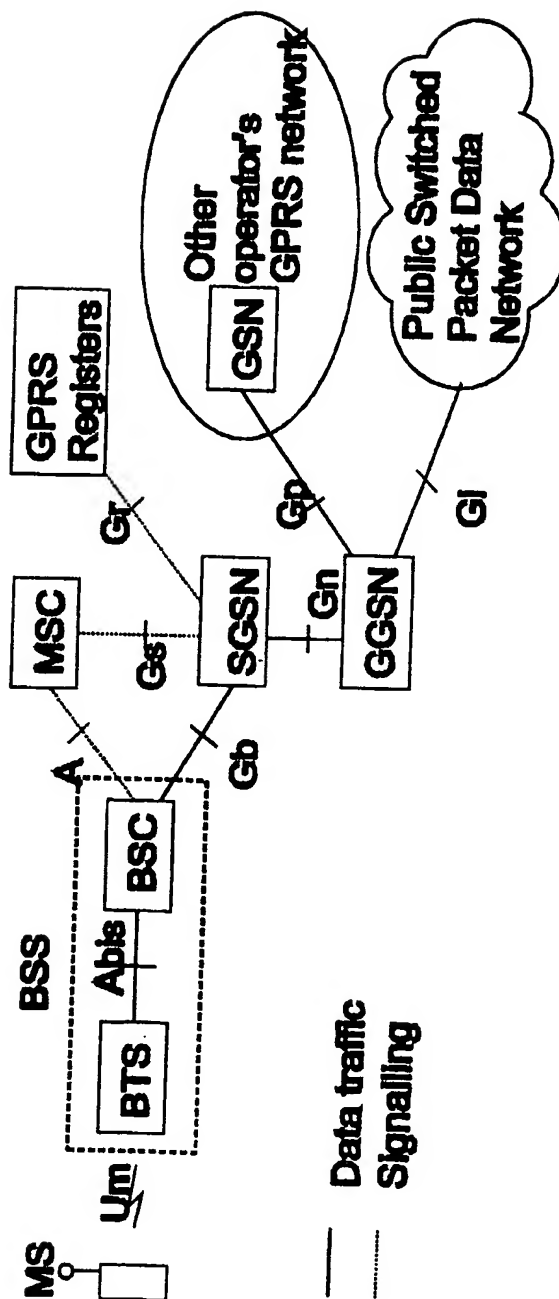 MS
Um
BSS
BTS
Abis
BSC
A
MSC
Gs
Gb
SGSN
Gr
GPRS
Registers
Gn
GGSN
Gp
Gi
GSN
Other
operator's
GPRS network
Public Switched
Packet Data
Network
Data traffic
Signalling